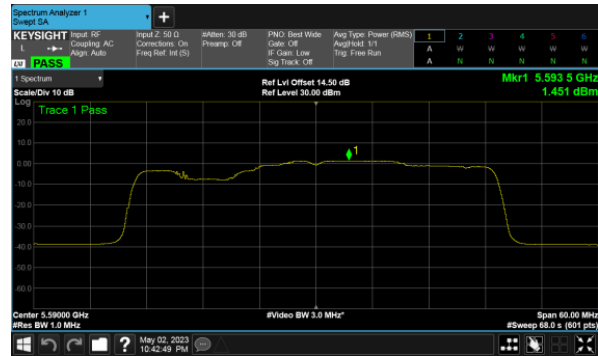 Spectrum Analyzer 1
Swept SA
KEYSIGHT Input: RF Input Z: 50 Ω #Atten: 30 dB PNO: Best Wide Avg Type: Power (RMS) 1 2 3 4 5 6
L Coupling: AC Corrections: On Preamp: Off Gate: Off Avg|Hold: 1/1 A W W W W W
Align: Auto Freq Ref: Int (S) IF Gain: Low Trig: Free Run
LXI PASS Sig Track: Off A N N N N N
1 Spectrum Ref Lvl Offset 14.50 dB Mkr1 5.593 5 GHz
Scale/Div 10 dB Ref Level 30.00 dBm 1.451 dBm
Log
Trace 1 Pass
20.0
10.0
1
0.00
-10.0
-20.0
-30.0
-40.0
-50.0
-60.0
Center 5.59000 GHz #Video BW 3.0 MHz* Span 60.00 MHz
#Res BW 1.0 MHz #Sweep 68.0 s (601 pts)
? May 02, 2023
10:42:49 PM